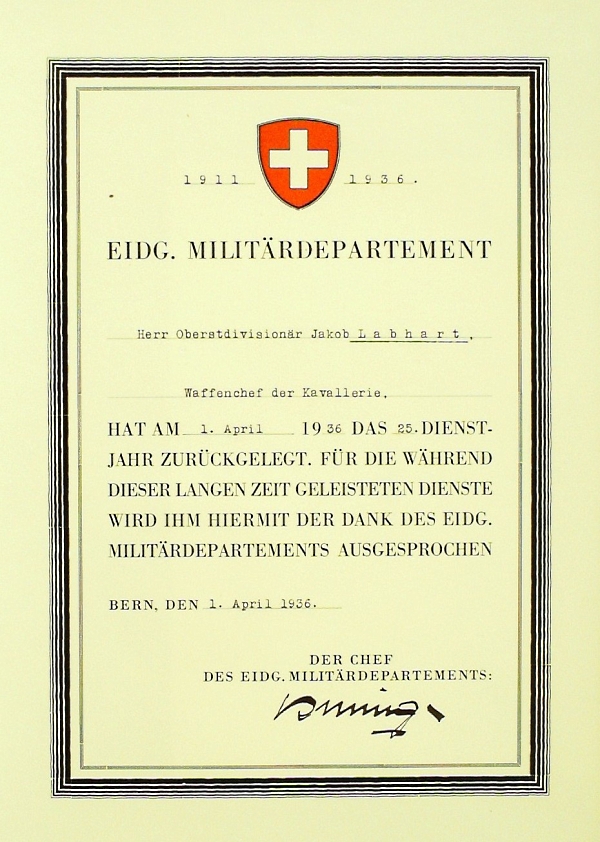 1911 1936.
EIDG. MILITÄRDEPARTEMENT
Herr Oberstdivisionär Jakob Labhart,
Waffenchef der Kavallerie,
HAT AM 1. April 1936 DAS 25. DIENST-
JAHR ZURÜCKGELEGT. FÜR DIE WÄHREND
DIESER LANGEN ZEIT GELEISTETEN DIENSTE
WIRD IHM HIERMIT DER DANK DES EIDG.
MILITÄRDEPARTEMENTS AUSGESPROCHEN
BERN, DEN 1. April 1936.
DER CHEF
DES EIDG. MILITÄRDEPARTEMENTS: